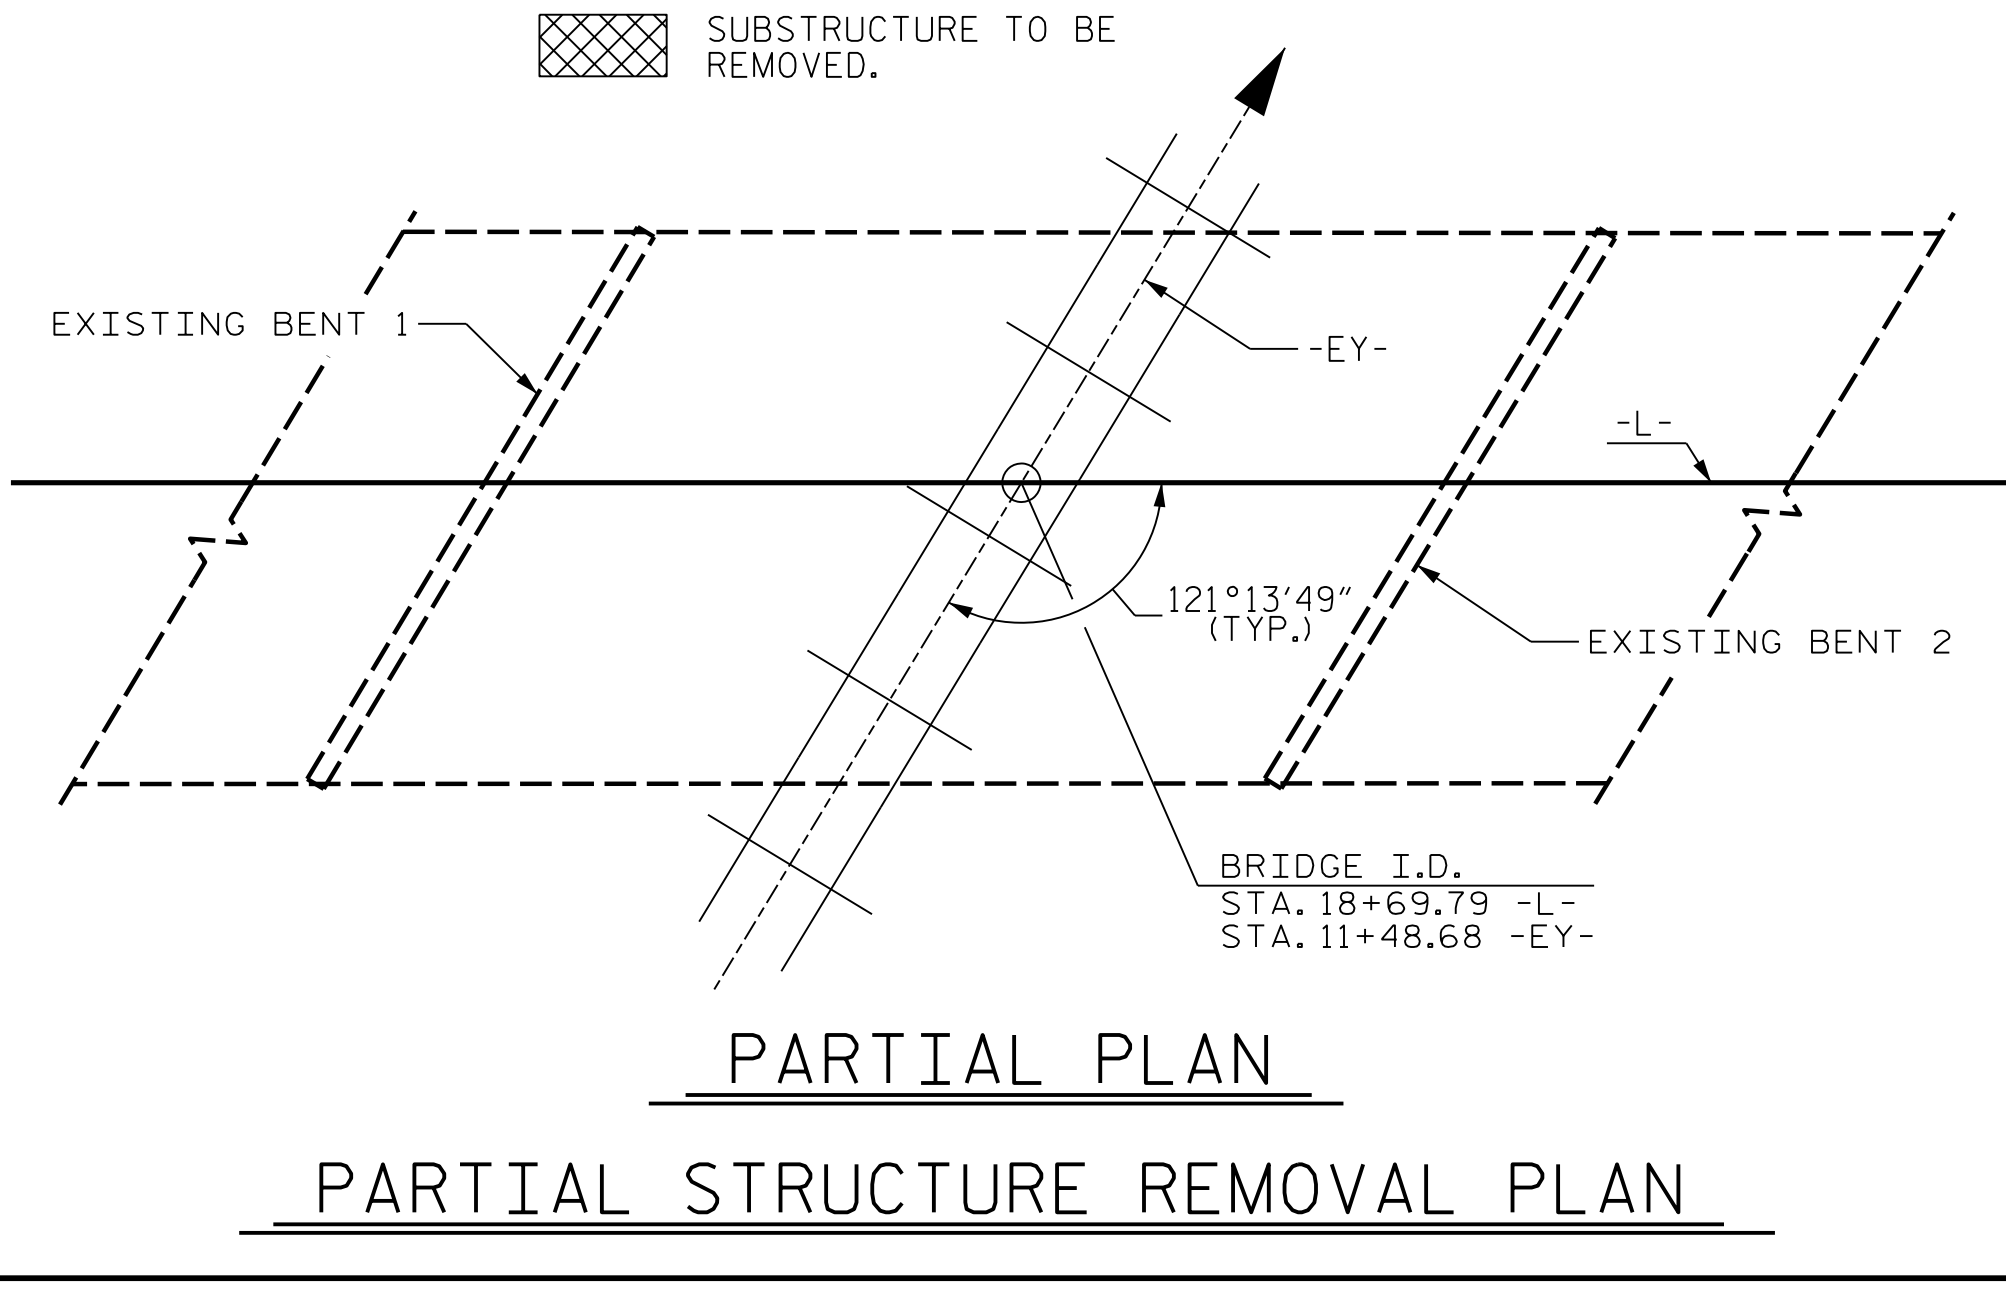 SUBSTRUCTURE TO BE
REMOVED.
EXISTING BENT 1
-EY-
-L-
121°13'49"
(TYP.)
EXISTING BENT 2
BRIDGE I.D.
STA. 18+69.79 -L-
STA. 11+48.68 -EY-
PARTIAL PLAN
PARTIAL STRUCTURE REMOVAL PLAN